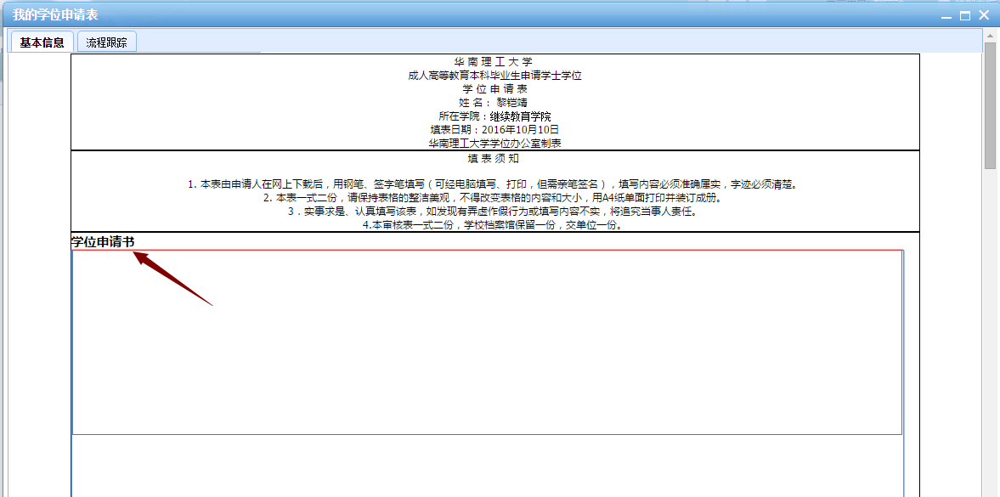 我的学位申请表
基本信息 流程跟踪
华 南 理 工 大 学
成人高等教育本科毕业生申请学士学位
学 位 申 请 表
姓 名： 黎铠靖
所在学院：继续教育学院
填表日期：2016年10月10日
华南理工大学学位办公室制表
填 表 须 知
1. 本表由申请人在网上下载后，用钢笔、签字笔填写（可经电脑填写、打印，但需亲笔签名），填写内容必须准确属实，字迹必须清楚。
2. 本表一式二份，请保持表格的整洁美观，不得改变表格的内容和大小，用A4纸单面打印并装订成册。
3．实事求是、认真填写该表，如发现有弄虚作假行为或填写内容不实，将追究当事人责任。
4.本审核表一式二份，学校档案馆保留一份，交单位一份。
学位申请书